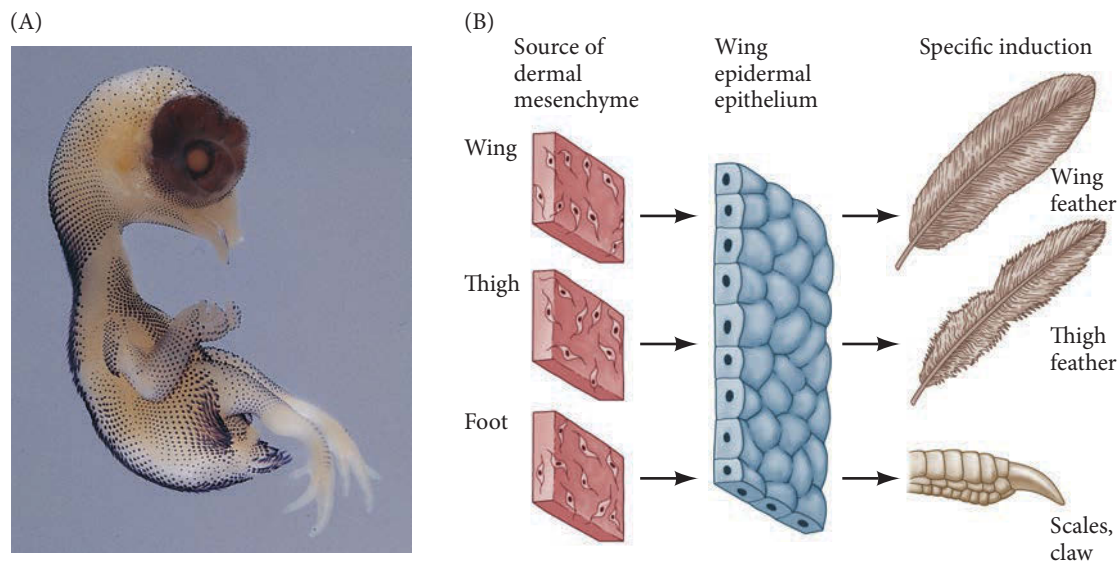 (A)
(B)
Source of
dermal
mesenchyme
Wing
epidermal
epithelium
Specific induction
Wing
Wing
feather
Thigh
Thigh
feather
Foot
Scales,
claw